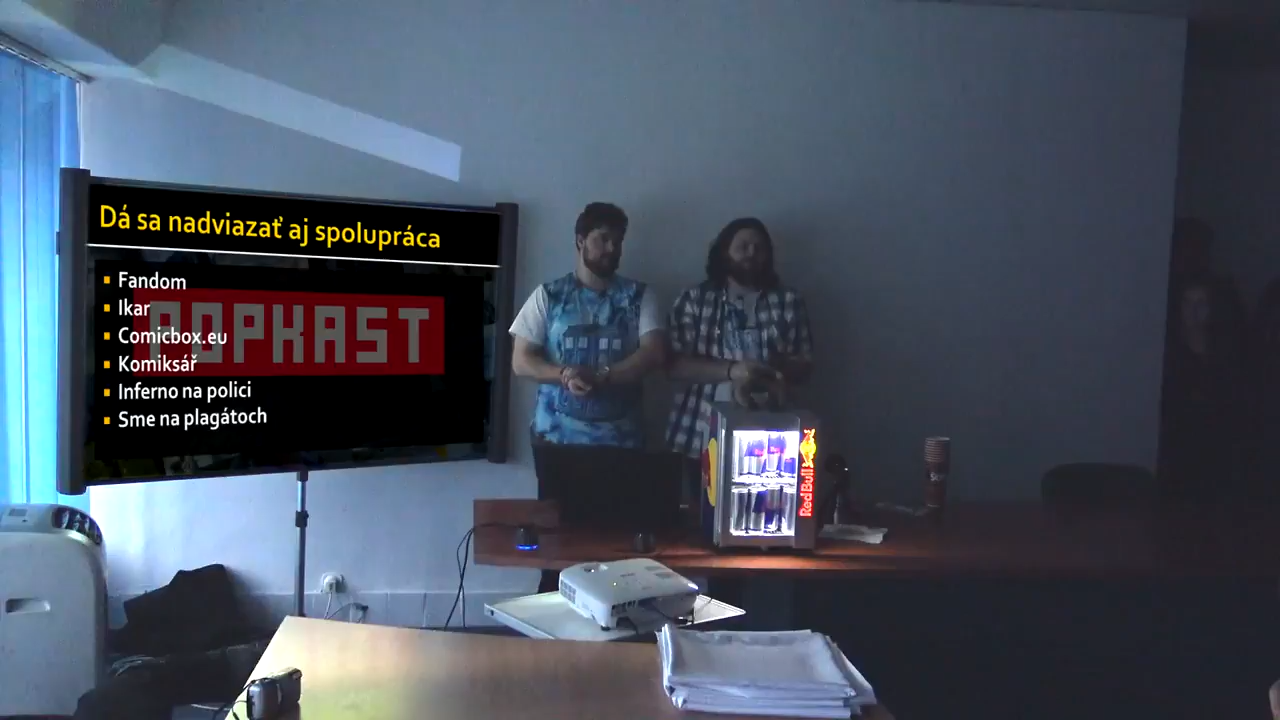 Dá sa nadviazať aj spolupráca
Fandom
Ikar
Comicbox.eu
Komiksář
Inferno na polici
Sme na plagátoch
POPKAST
Red Bull